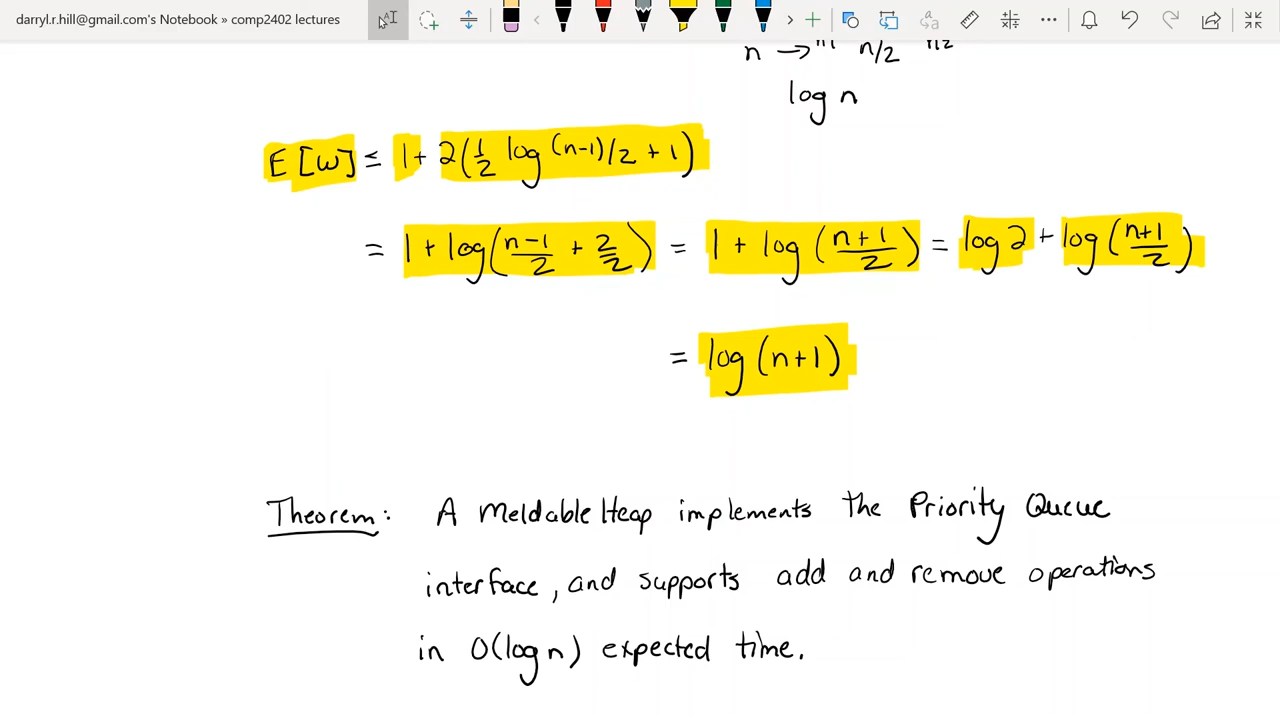 darryl.r.hill@gmail.com's Notebook » comp2402 lectures
n → n/2
log n
E[W] ≤ 1 + 2(1/2 log (n-1)/2 + 1)
= 1 + log(n-1/2 + 2/2) = 1 + log(n+1/2) = log 2 + log(n+1/2)
= log(n+1)
Theorem: A MeldableHeap implements the Priority Queue
interface, and supports add and remove operations
in O(log n) expected time.